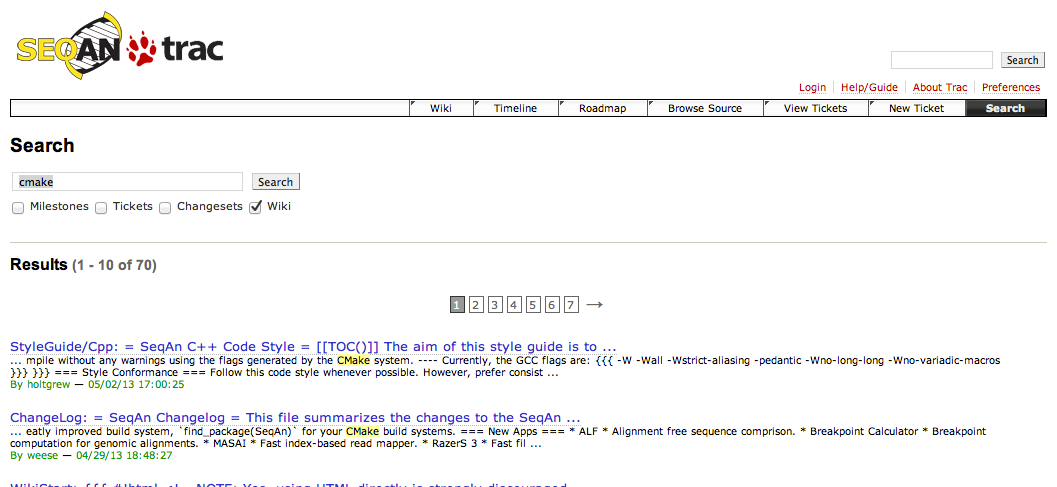 SEQAN trac
Search
Login Help/Guide About Trac Preferences
Wiki Timeline Roadmap Browse Source View Tickets New Ticket Search
Search
cmake Search
Milestones Tickets Changesets Wiki
Results (1 - 10 of 70)
1 2 3 4 5 6 7 →
StyleGuide/Cpp: = SeqAn C++ Code Style = [[TOC()]] The aim of this style guide is to ...
... mpile without any warnings using the flags generated by the CMake system. ---- Currently, the GCC flags are: {{{ -W -Wall -Wstrict-aliasing -pedantic -Wno-long-long -Wno-variadic-macros
}}} }}} === Style Conformance === Follow this code style whenever possible. However, prefer consist ...
By holtgrew — 05/02/13 17:00:25
ChangeLog: = SeqAn Changelog = This file summarizes the changes to the SeqAn ...
... eatly improved build system, `find_package(SeqAn)` for your CMake build systems. === New Apps === * ALF * Alignment free sequence comprison. * Breakpoint Calculator * Breakpoint
computation for genomic alignments. * MASAI * Fast index-based read mapper. * RazerS 3 * Fast fil ...
By weese — 04/29/13 18:48:27